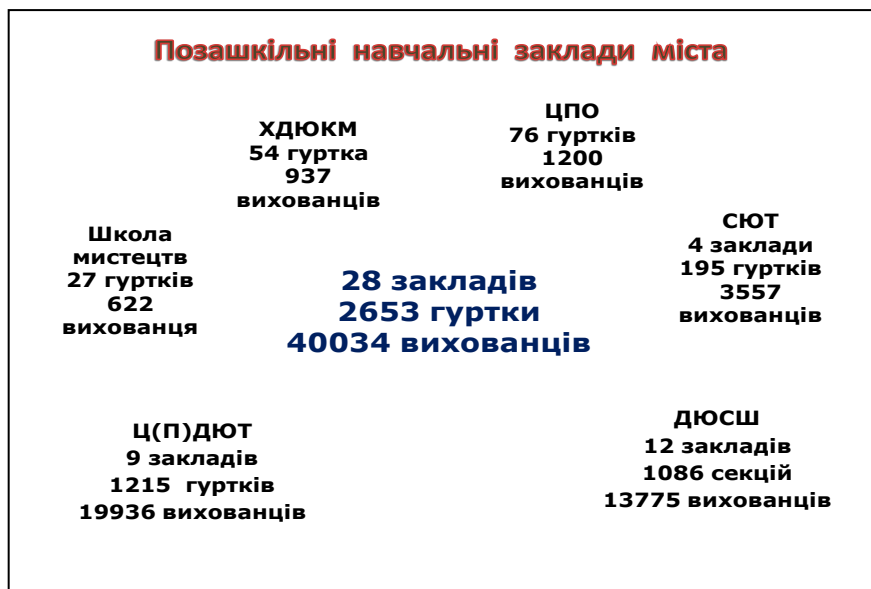 Позашкільні навчальні заклади міста
ХДЮКМ
54 гуртка
937
вихованців
ЦПО
76 гуртків
1200
вихованців
Школа
мистецтв
27 гуртків
622
вихованця
28 закладів
2653 гуртки
40034 вихованців
СЮТ
4 заклади
195 гуртків
3557
вихованців
Ц(П)ДЮТ
9 закладів
1215 гуртків
19936 вихованців
ДЮСШ
12 закладів
1086 секцій
13775 вихованців